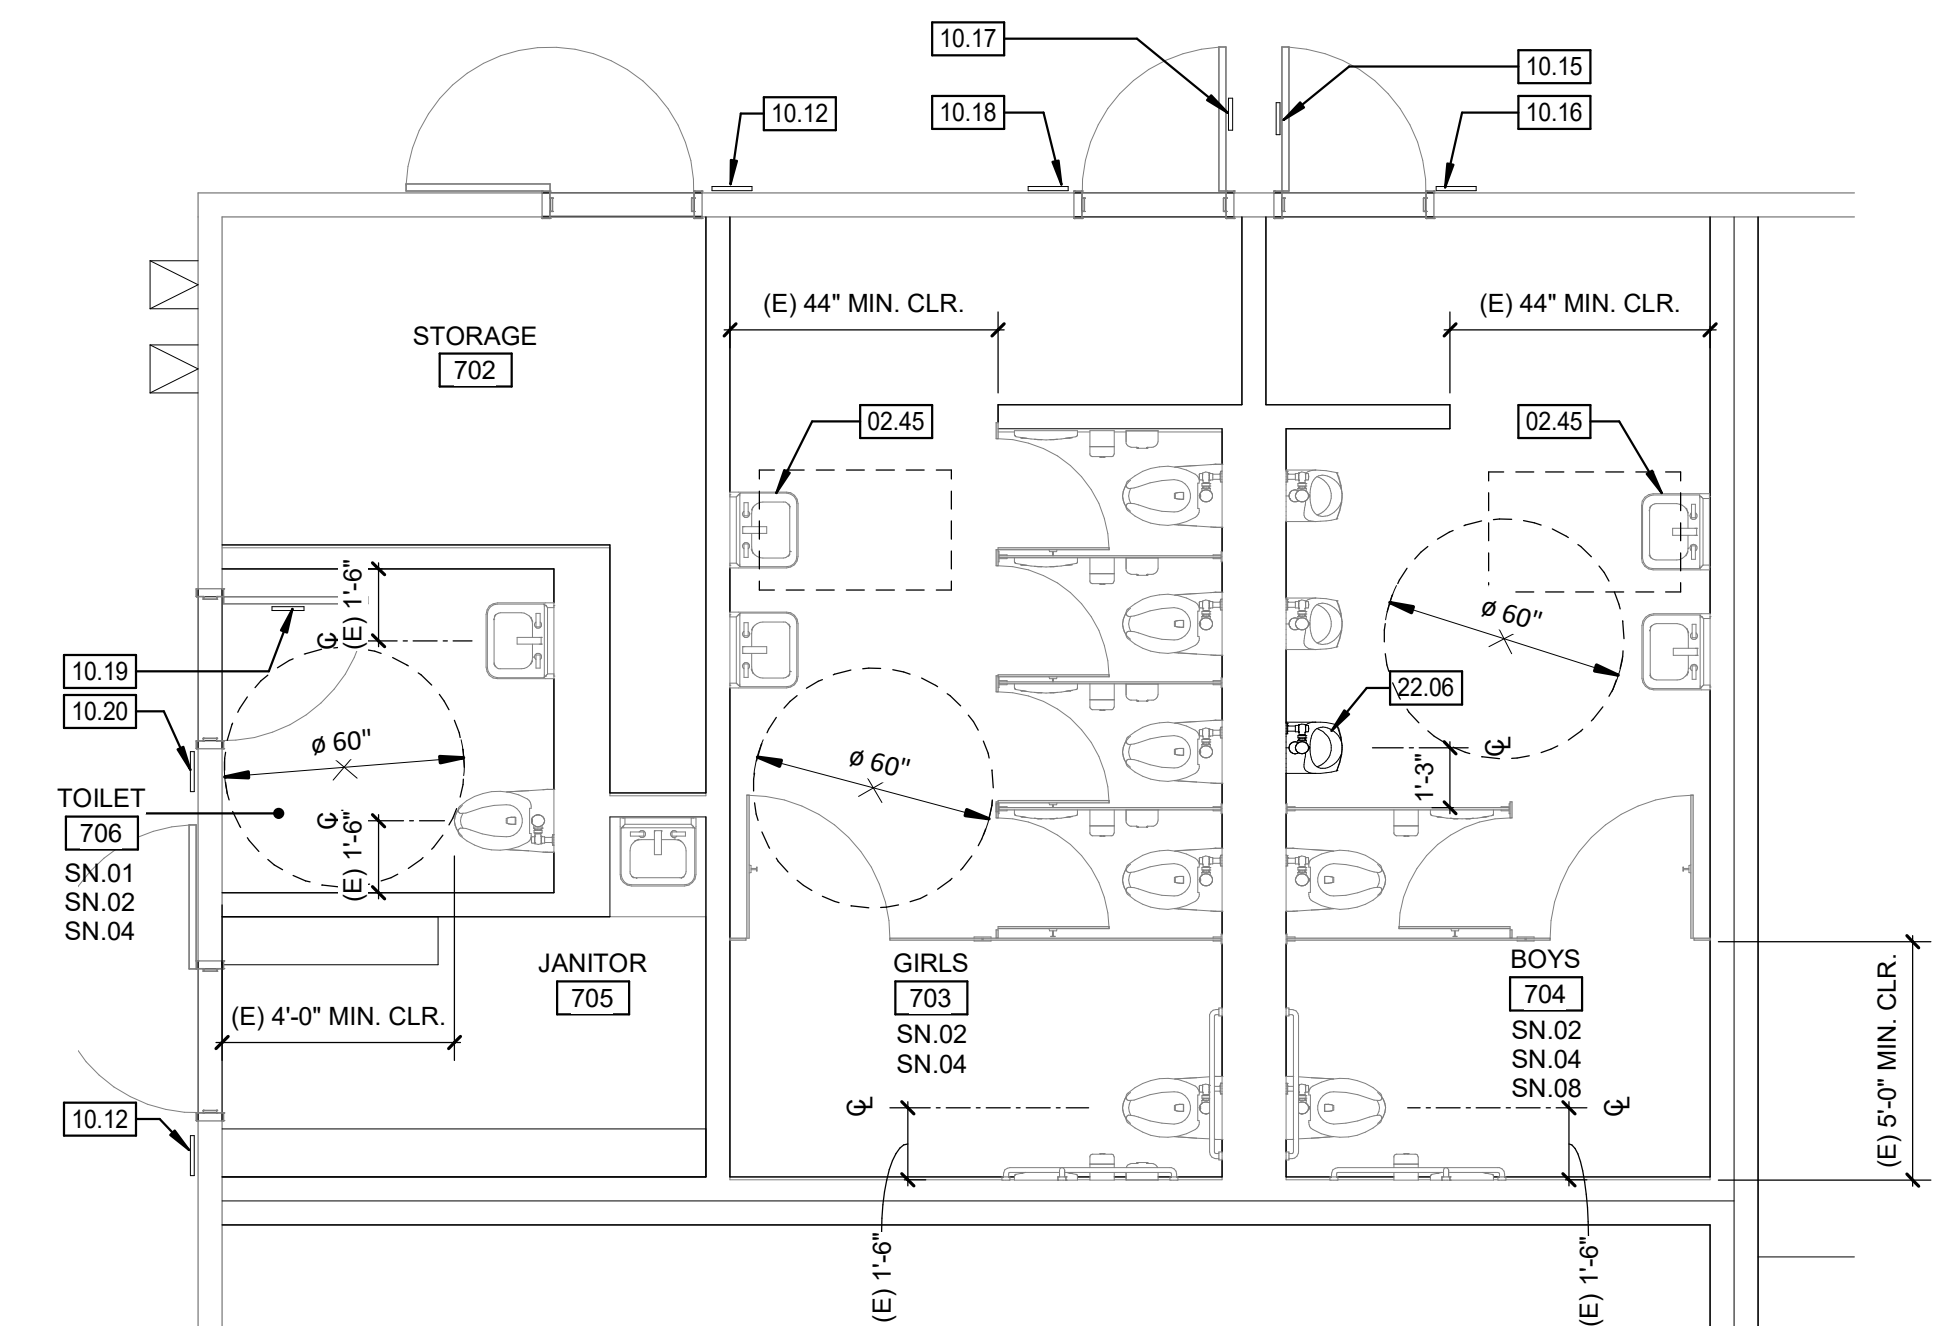 10.17
10.15
10.12
10.18
10.16
(E) 44" MIN. CLR.
(E) 44" MIN. CLR.
STORAGE
702
02.45
02.45
(E) 1'-6"
℄
ø 60"
10.19
10.20
22.06
℄
1'-3"
ø 60"
ø 60"
TOILET
706
SN.01
SN.02
SN.04
℄
(E) 1'-6"
JANITOR
705
GIRLS
703
SN.02
SN.04
BOYS
704
SN.02
SN.04
SN.08
(E) 4'-0" MIN. CLR.
(E) 5'-0" MIN. CLR.
10.12
℄
℄
(E) 1'-6"
(E) 1'-6"